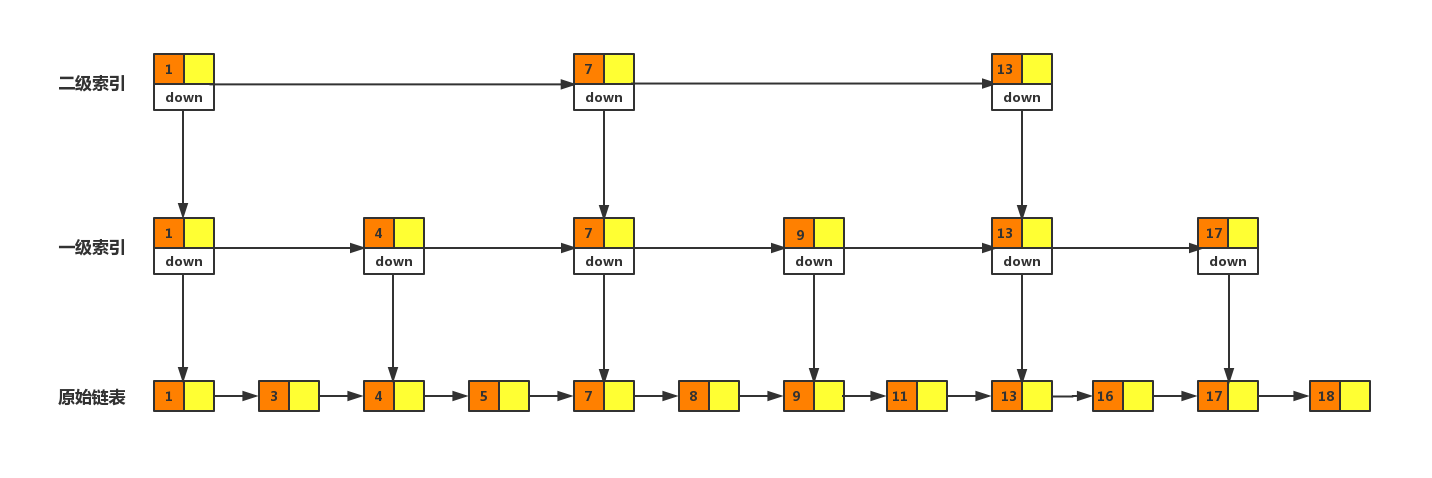 二级索引 1 7 13
down down down
一级索引 1 4 7 9 13 17
down down down down down down
原始链表 1 3 4 5 7 8 9 11 13 16 17 18